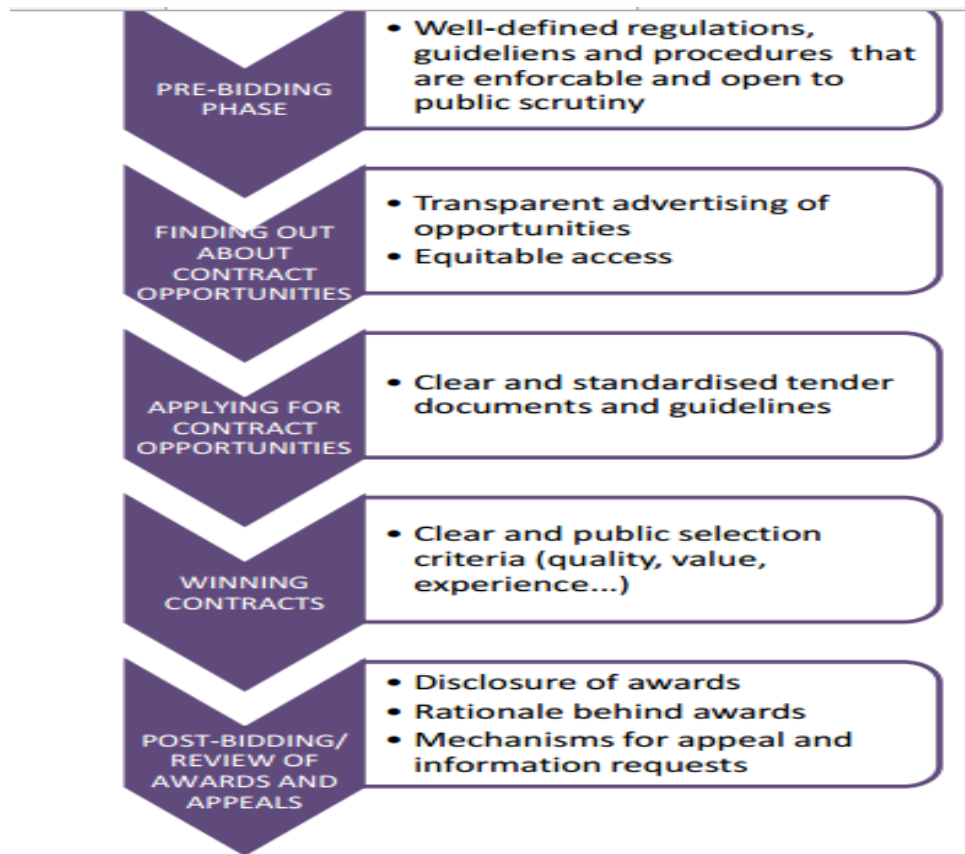 PRE-BIDDING
PHASE
• Well-defined regulations,
guideliens and procedures that
are enforcable and open to
public scrutiny
FINDING OUT
ABOUT
CONTRACT
OPPORTUNITIES
• Transparent advertising of
opportunities
• Equitable access
APPLYING FOR
CONTRACT
OPPORTUNITIES
• Clear and standardised tender
documents and guidelines
WINNING
CONTRACTS
• Clear and public selection
criteria (quality, value,
experience...)
POST-BIDDING/
REVIEW OF
AWARDS AND
APPEALS
• Disclosure of awards
• Rationale behind awards
• Mechanisms for appeal and
information requests